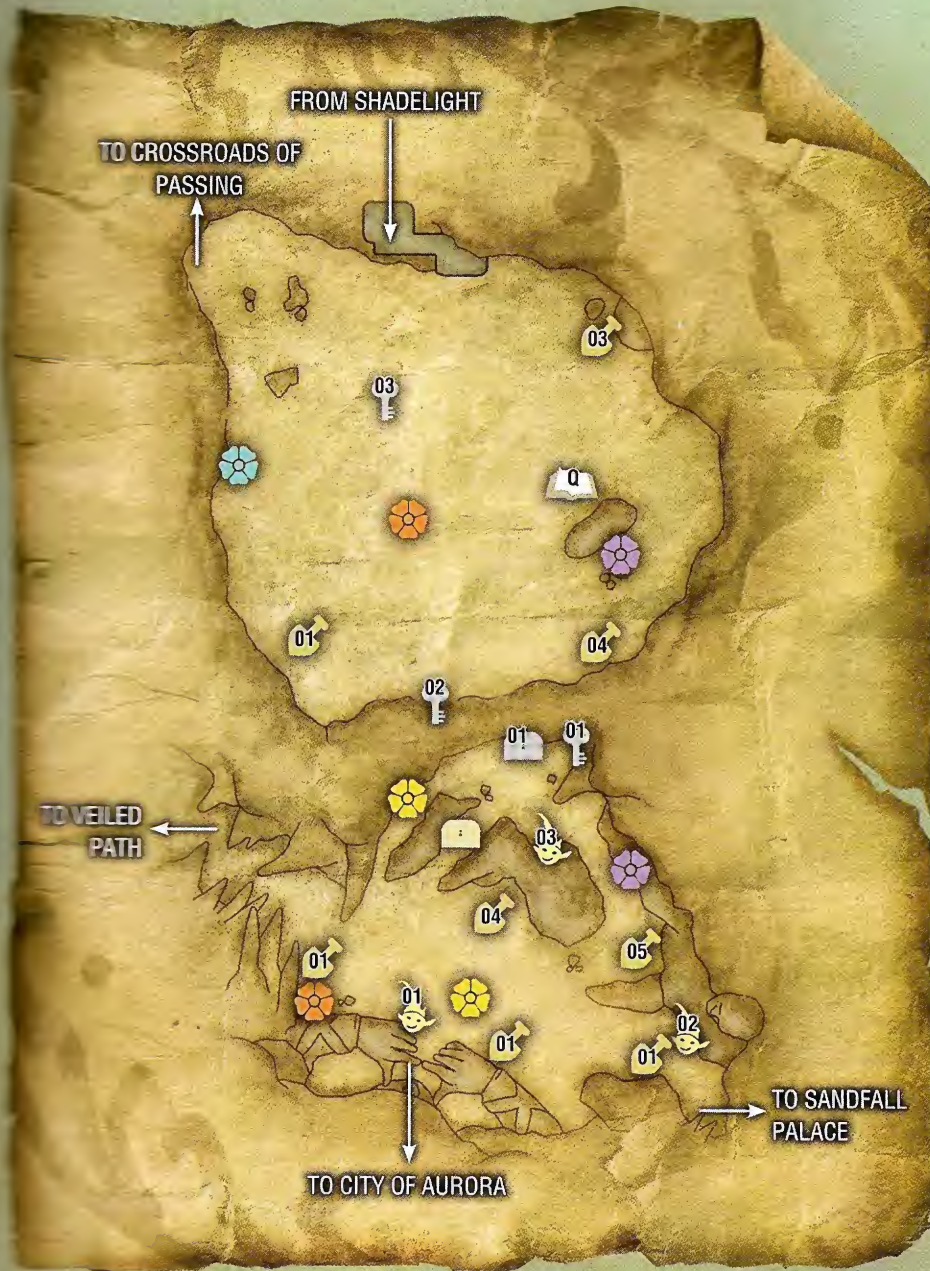 FROM SHADELIGHT
TO CROSSROADS OF
PASSING
03
03
Q
01
04
02
01
01
TO VEILED
PATH
03
04
01
05
01
02
01
01
TO SANDFALL
PALACE
TO CITY OF AURORA